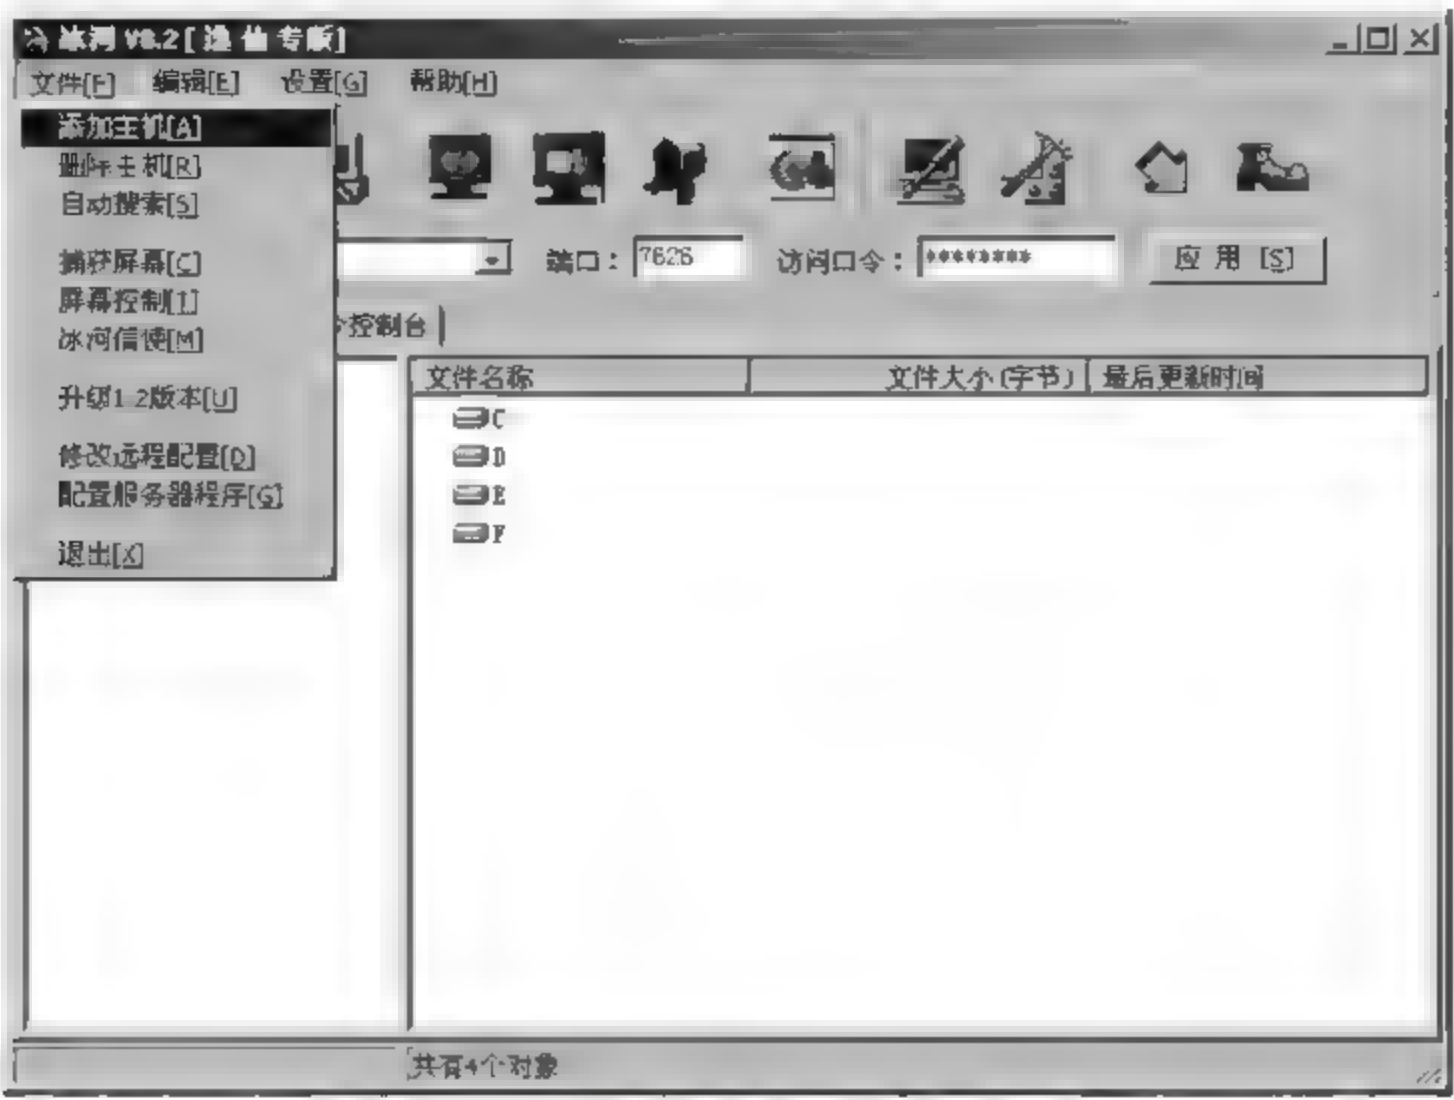 冰河 V8.2 [ 逸 仙 专 版 ]
文件[F] 编辑[E] 设置[G] 帮助[H]
添加主机[A]
删除主机[R]
自动搜索[S]
捕获屏幕[C]
屏幕控制[T]
冰河信使[M]
升级1.2版本[U]
修改远程配置[D]
配置服务器程序[G]
退出[X]
端口: 7626 访问口令: ******** 应 用 [S]
令控制台
文件名称 文件大小(字节) 最后更新时间
C
D
E
F
共有4个对象